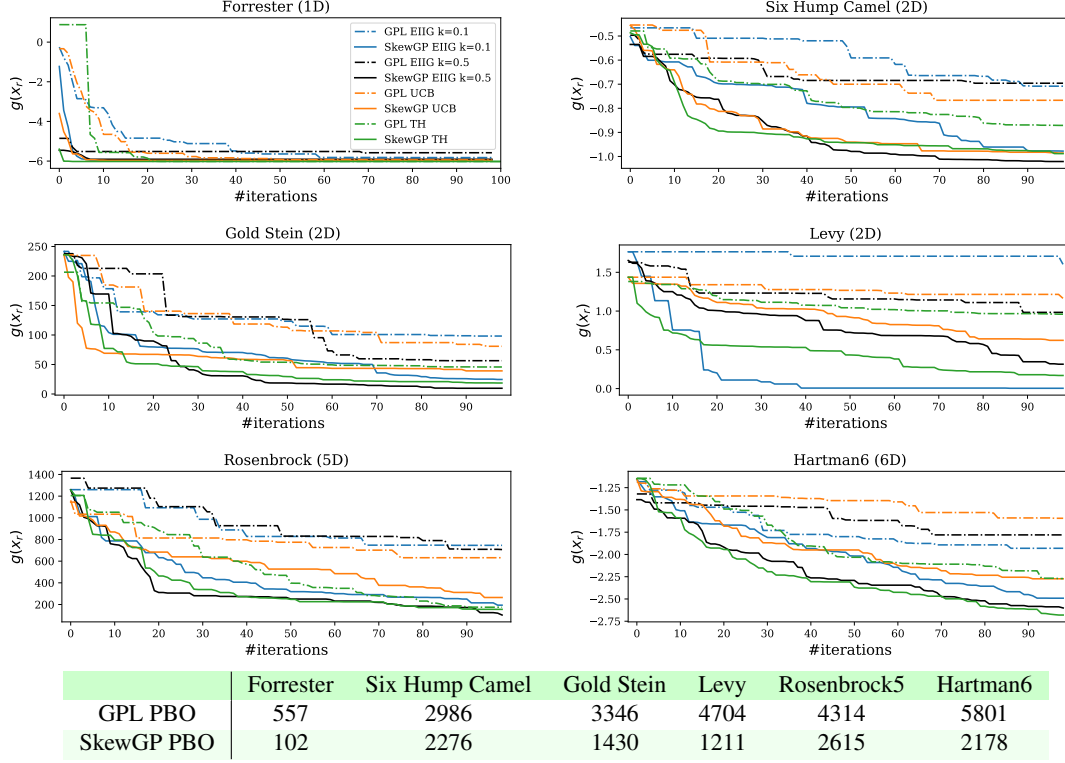 Forrester (1D)
g(x_r)
0
−2
−4
−6
GPL EIIG k=0.1
SkewGP EIIG k=0.1
GPL EIIG k=0.5
SkewGP EIIG k=0.5
GPL UCB
SkewGP UCB
GPL TH
SkewGP TH
0 10 20 30 40 50 60 70 80 90 100
#iterations
Six Hump Camel (2D)
g(x_r)
−0.5
−0.6
−0.7
−0.8
−0.9
−1.0
0 10 20 30 40 50 60 70 80 90
#iterations
Gold Stein (2D)
g(x_r)
250
200
150
100
50
0
0 10 20 30 40 50 60 70 80 90
#iterations
Levy (2D)
g(x_r)
1.5
1.0
0.5
0.0
0 10 20 30 40 50 60 70 80 90
#iterations
Rosenbrock (5D)
g(x_r)
1400
1200
1000
800
600
400
200
0 10 20 30 40 50 60 70 80 90
#iterations
Hartman6 (6D)
g(x_r)
−1.25
−1.50
−1.75
−2.00
−2.25
−2.50
−2.75
0 10 20 30 40 50 60 70 80 90
#iterations
Forrester Six Hump Camel Gold Stein Levy Rosenbrock5 Hartman6
GPL PBO 557 2986 3346 4704 4314 5801
SkewGP PBO 102 2276 1430 1211 2615 2178